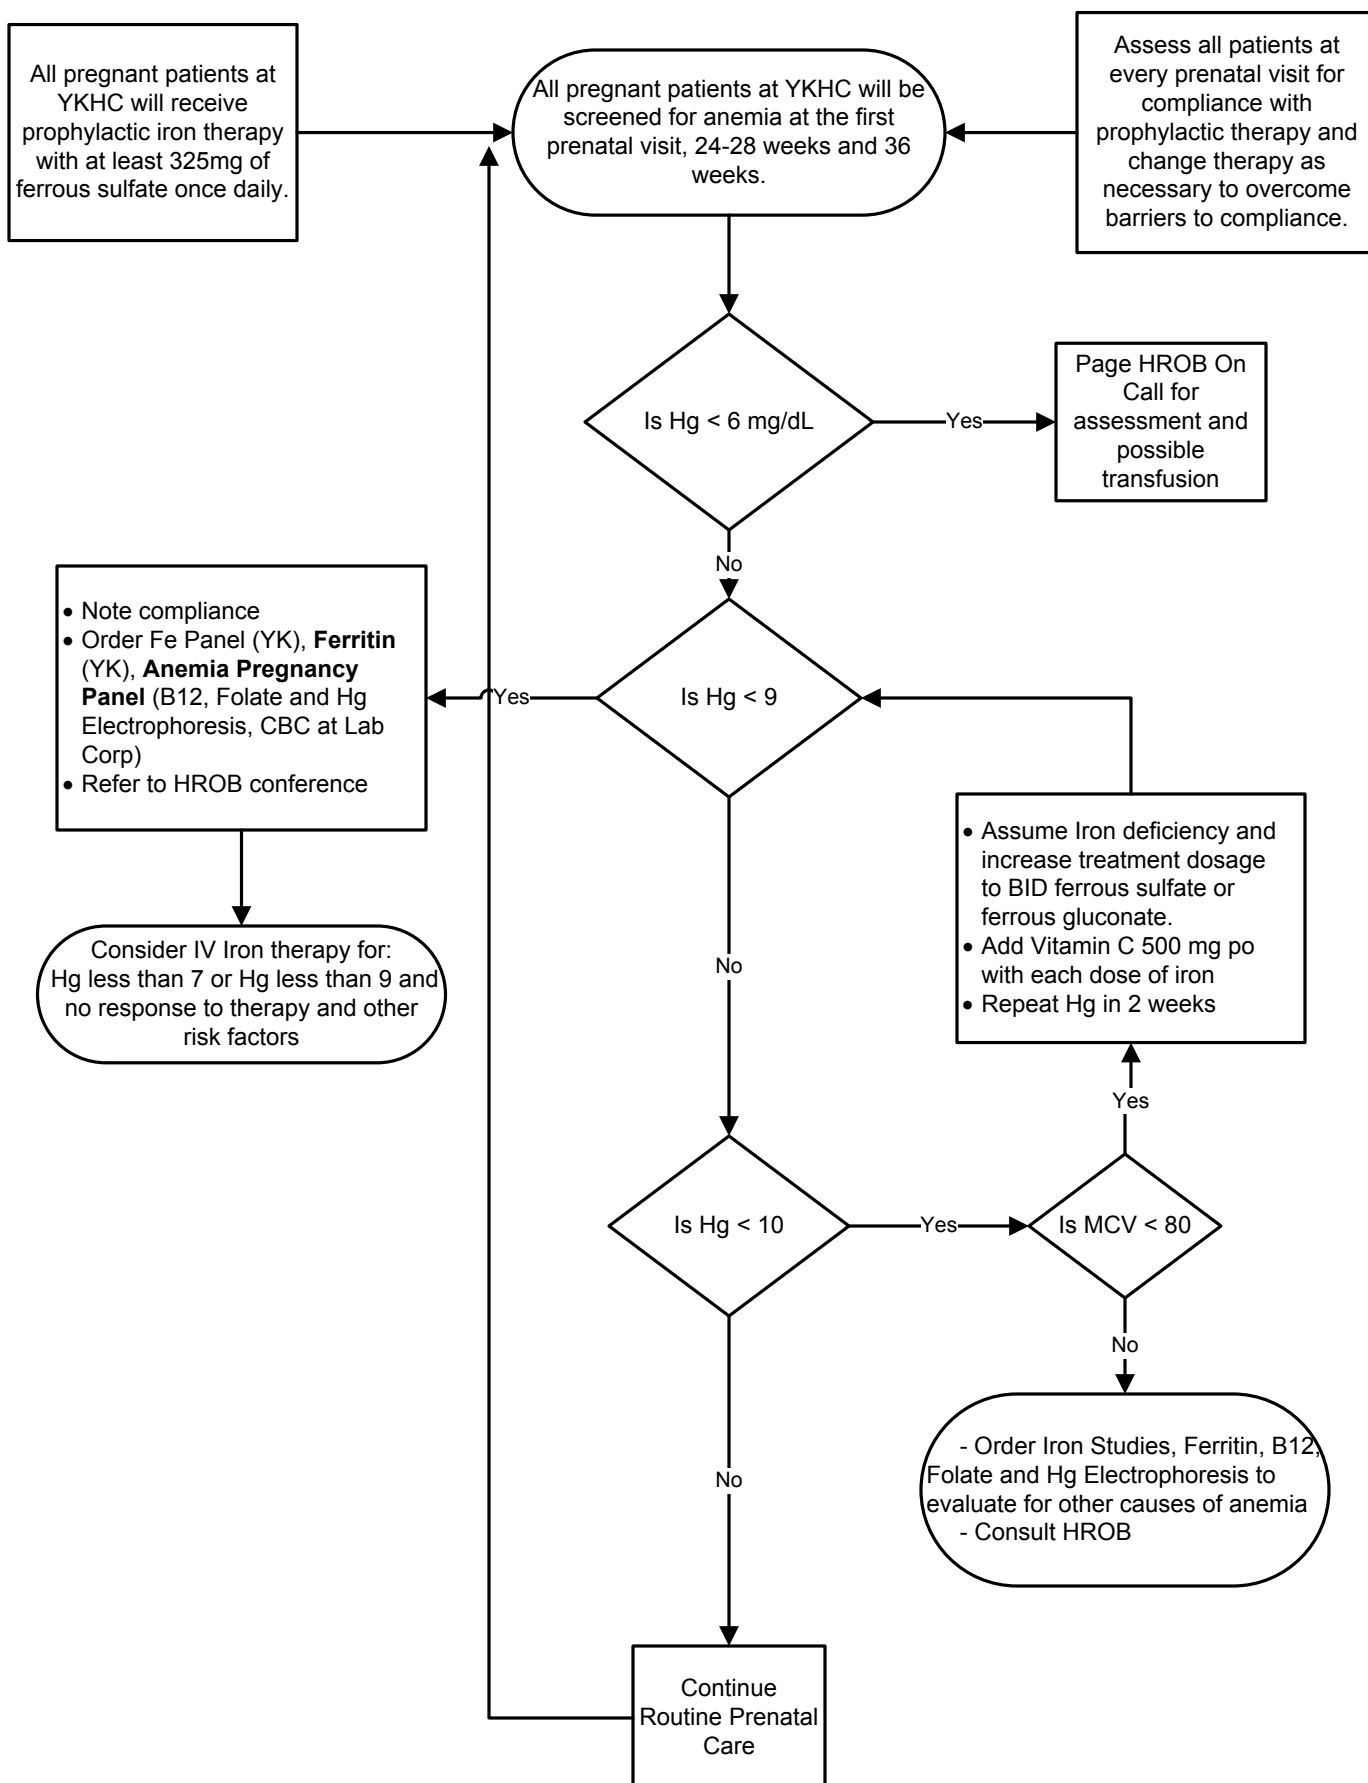 All pregnant patients at
YKHC will receive
prophylactic iron therapy
with at least 325mg of
ferrous sulfate once daily.
All pregnant patients at YKHC will be
screened for anemia at the first
prenatal visit, 24-28 weeks and 36
weeks.
Assess all patients at
every prenatal visit for
compliance with
prophylactic therapy and
change therapy as
necessary to overcome
barriers to compliance.
Is Hg < 6 mg/dL
Yes
Page HROB On
Call for
assessment and
possible
transfusion
No
• Note compliance
• Order Fe Panel (YK), Ferritin
(YK), Anemia Pregnancy
Panel (B12, Folate and Hg
Electrophoresis, CBC at Lab
Corp)
• Refer to HROB conference
Yes
Is Hg < 9
Consider IV Iron therapy for:
Hg less than 7 or Hg less than 9 and
no response to therapy and other
risk factors
No
• Assume Iron deficiency and
increase treatment dosage
to BID ferrous sulfate or
ferrous gluconate.
• Add Vitamin C 500 mg po
with each dose of iron
• Repeat Hg in 2 weeks
Yes
Is Hg < 10
Yes
Is MCV < 80
No
- Order Iron Studies, Ferritin, B12,
Folate and Hg Electrophoresis to
evaluate for other causes of anemia
- Consult HROB
No
Continue
Routine Prenatal
Care